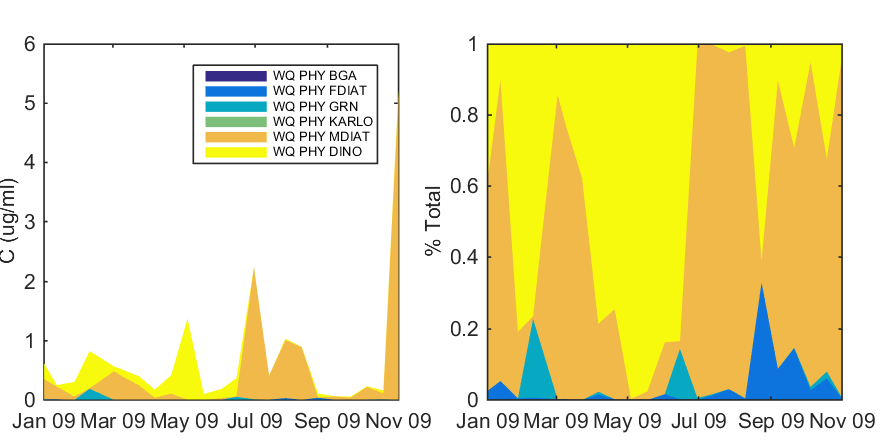 6
5
4
3
2
1
0
C (ug/ml)
WQ PHY BGA
WQ PHY FDIAT
WQ PHY GRN
WQ PHY KARLO
WQ PHY MDIAT
WQ PHY DINO
Jan 09 Mar 09 May 09 Jul 09 Sep 09 Nov 09
1
0.8
0.6
0.4
0.2
0
% Total
Jan 09 Mar 09 May 09 Jul 09 Sep 09 Nov 09